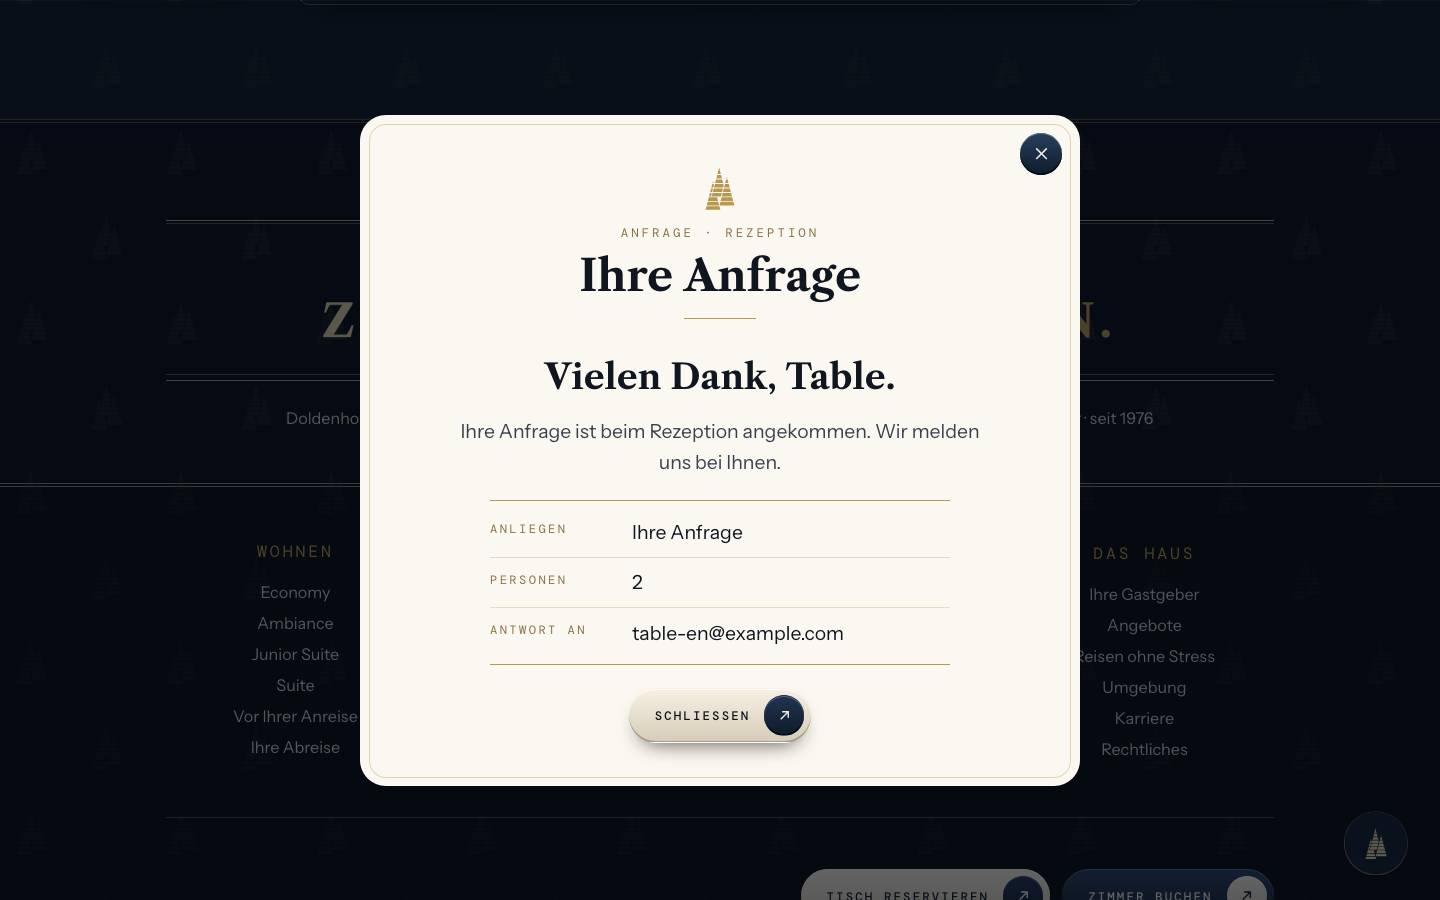 ANFRAGE · REZEPTION
Ihre Anfrage
Vielen Dank, Table.
Ihre Anfrage ist beim Rezeption angekommen. Wir melden
uns bei Ihnen.
ANLIEGEN Ihre Anfrage
PERSONEN 2
ANTWORT AN table-en@example.com
SCHLIESSEN
Z
N.
seit 1976
WOHNEN
Economy
Ambiance
Junior Suite
Suite
Vor Ihrer Anreise
Ihre Abreise
DAS HAUS
Ihre Gastgeber
Angebote
Reisen ohne Stress
Umgebung
Karriere
Rechtliches
TISCH RESERVIEREN
ZIMMER BUCHEN